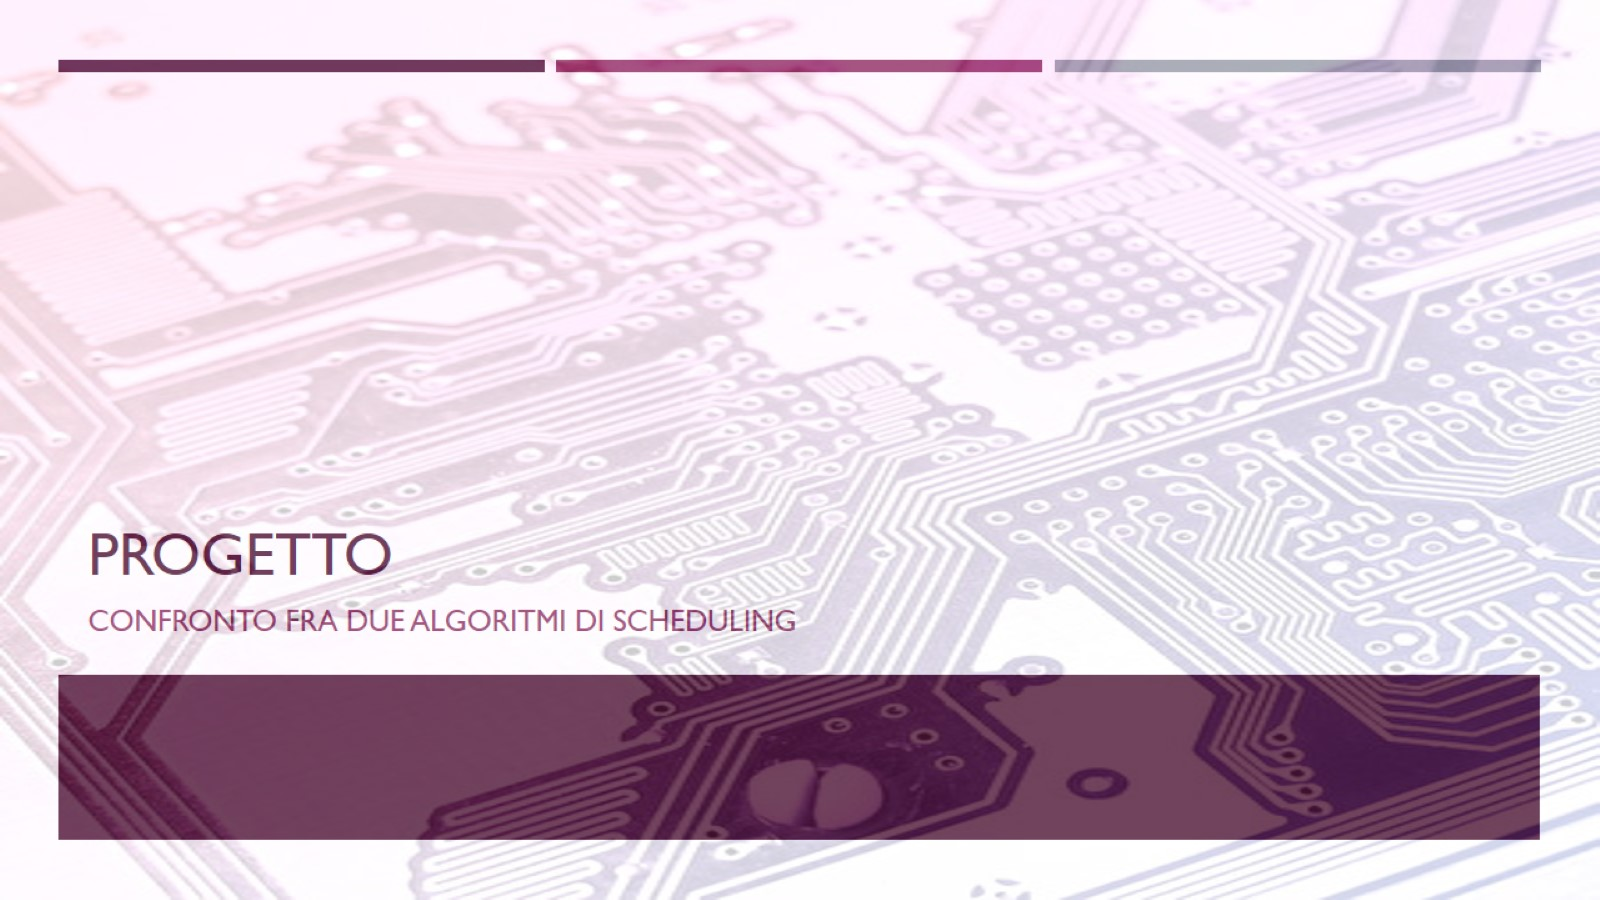 PROGETTO
CONFRONTO FRA DUE ALGORITMI DI SCHEDULING